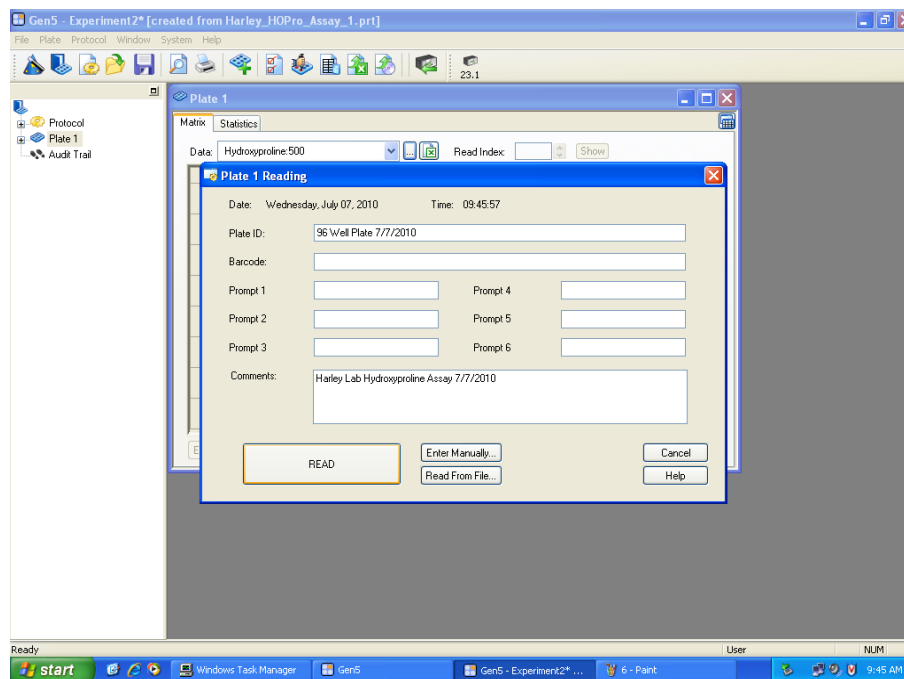 Gen5 - Experiment2* [created from Harley_HOPro_Assay_1.prt]
File Plate Protocol Window System Help
23.1
Protocol
Plate 1
Audit Trail
Plate 1
Matrix Statistics
Data: Hydroxyproline:500 ... Read Index: Show
Plate 1 Reading
Date: Wednesday, July 07, 2010 Time: 09:45:57
Plate ID: 96 Well Plate 7/7/2010
Barcode:
Prompt 1 Prompt 4
Prompt 2 Prompt 5
Prompt 3 Prompt 6
Comments: Harley Lab Hydroxyproline Assay 7/7/2010
READ Enter Manually... Cancel
Read From File... Help
Ready User NUM
start Windows Task Manager Gen5 Gen5 - Experiment2* ... 6 - Paint 9:45 AM